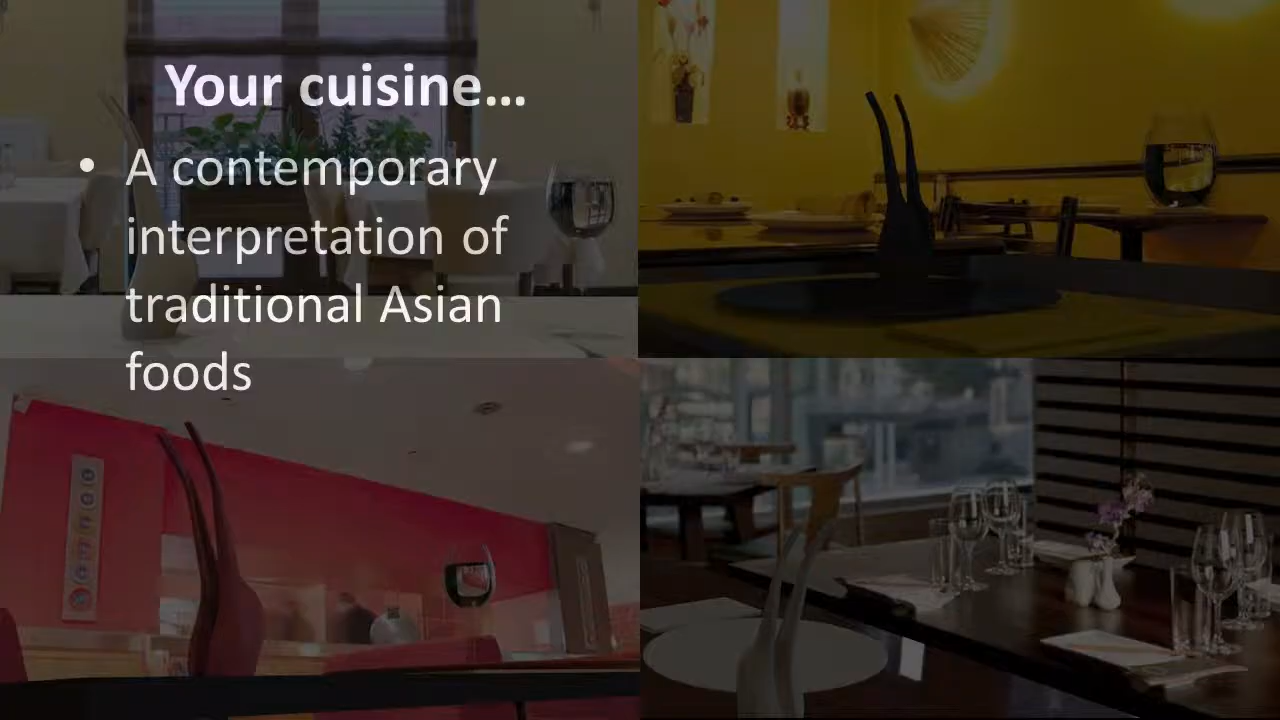 Your cuisine…
• A contemporary
interpretation of
traditional Asian
foods